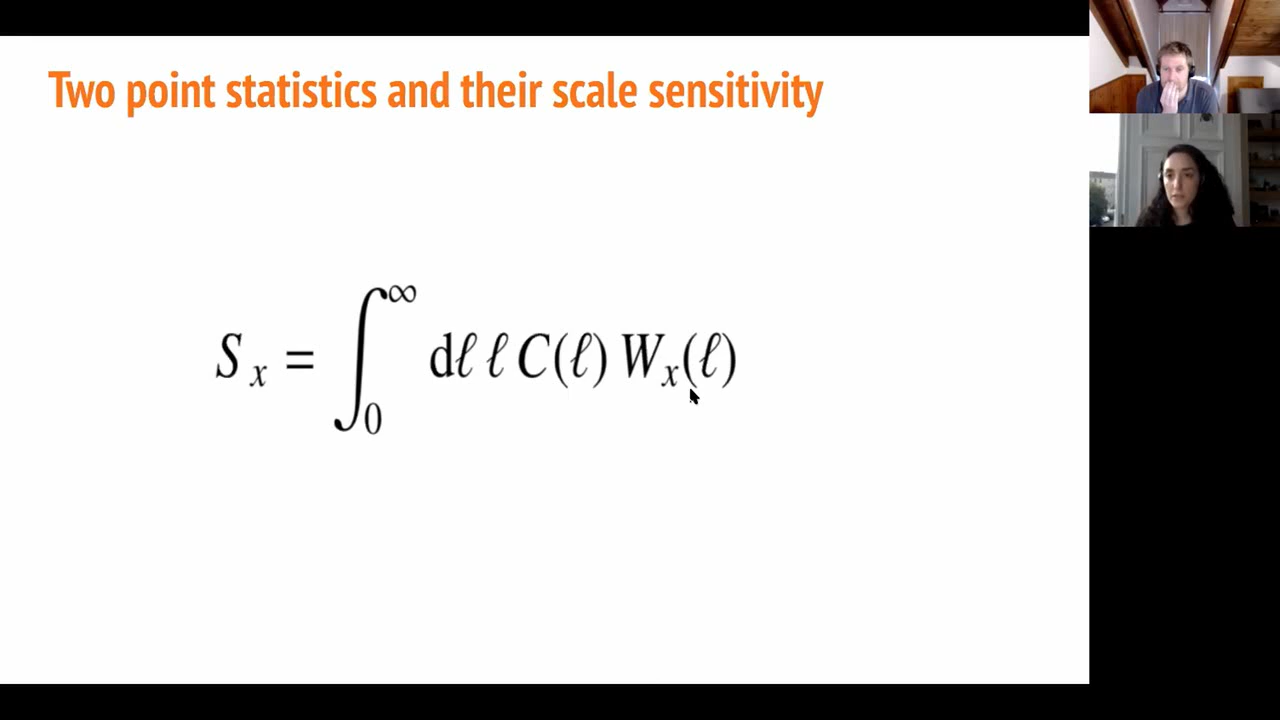 Two point statistics and their scale sensitivity
S_x = ∫_0^∞ dℓ ℓ C(ℓ) W_x(ℓ)